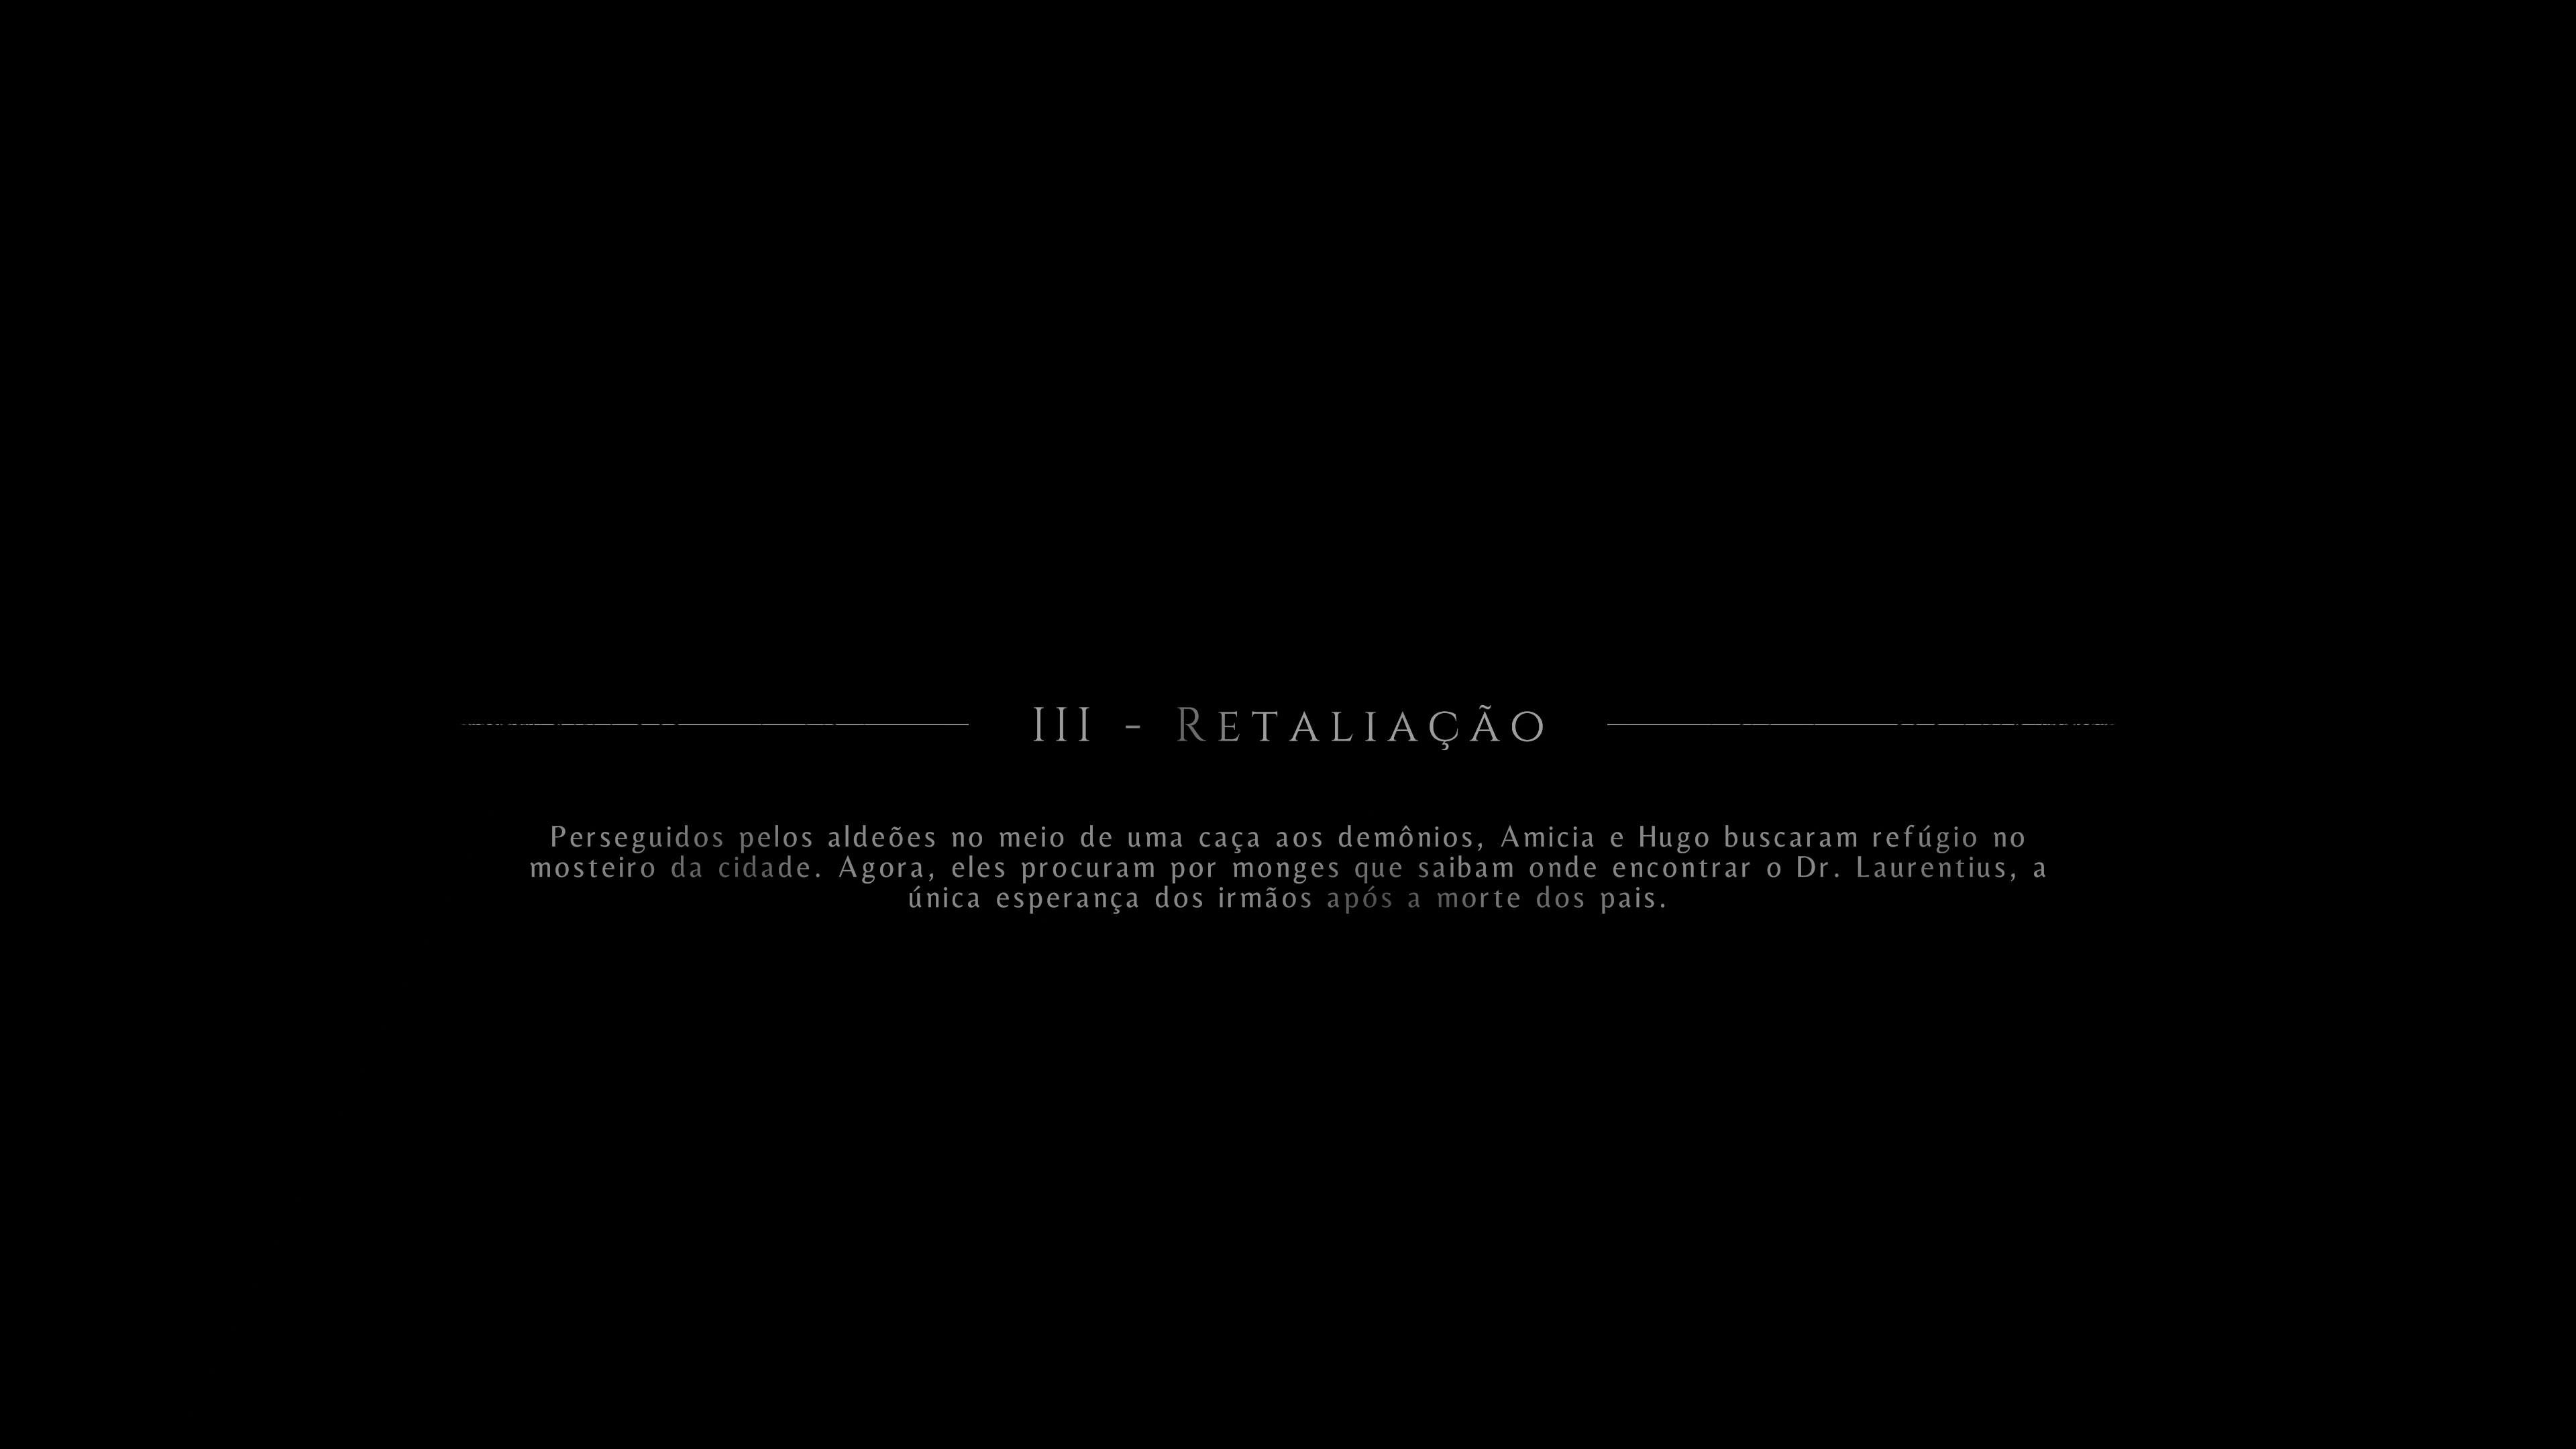 III - Retaliação
Perseguidos pelos aldeões no meio de uma caça aos demônios, Amicia e Hugo buscaram refúgio no
mosteiro da cidade. Agora, eles procuram por monges que saibam onde encontrar o Dr. Laurentius, a
única esperança dos irmãos após a morte dos pais.